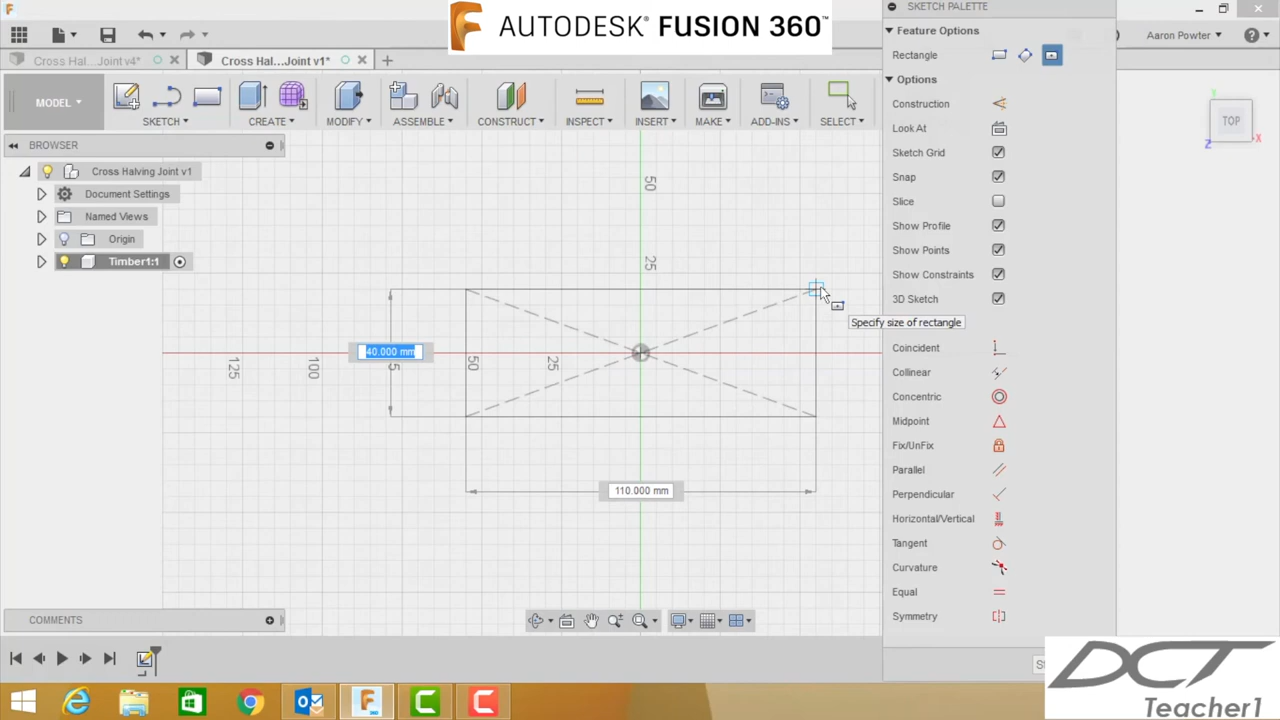 AUTODESK® FUSION 360™
SKETCH PALETTE
Feature Options
Rectangle
Options
Construction
Look At
Sketch Grid
Snap
Slice
Show Profile
Show Points
Show Constraints
3D Sketch
Coincident
Collinear
Concentric
Midpoint
Fix/UnFix
Parallel
Perpendicular
Horizontal/Vertical
Tangent
Curvature
Equal
Symmetry
Aaron Powter
Cross Hal...Joint v1*
Cross Hal...Joint v1*
MODEL
SKETCH
CREATE
MODIFY
ASSEMBLE
CONSTRUCT
INSPECT
INSERT
MAKE
ADD-INS
SELECT
TOP
Y
X
Z
BROWSER
Cross Halving Joint v1
Document Settings
Named Views
Origin
Timber1:1
50
25
125
100
50
25
40.000 mm
110.000 mm
Specify size of rectangle
COMMENTS
DCT
Teacher1